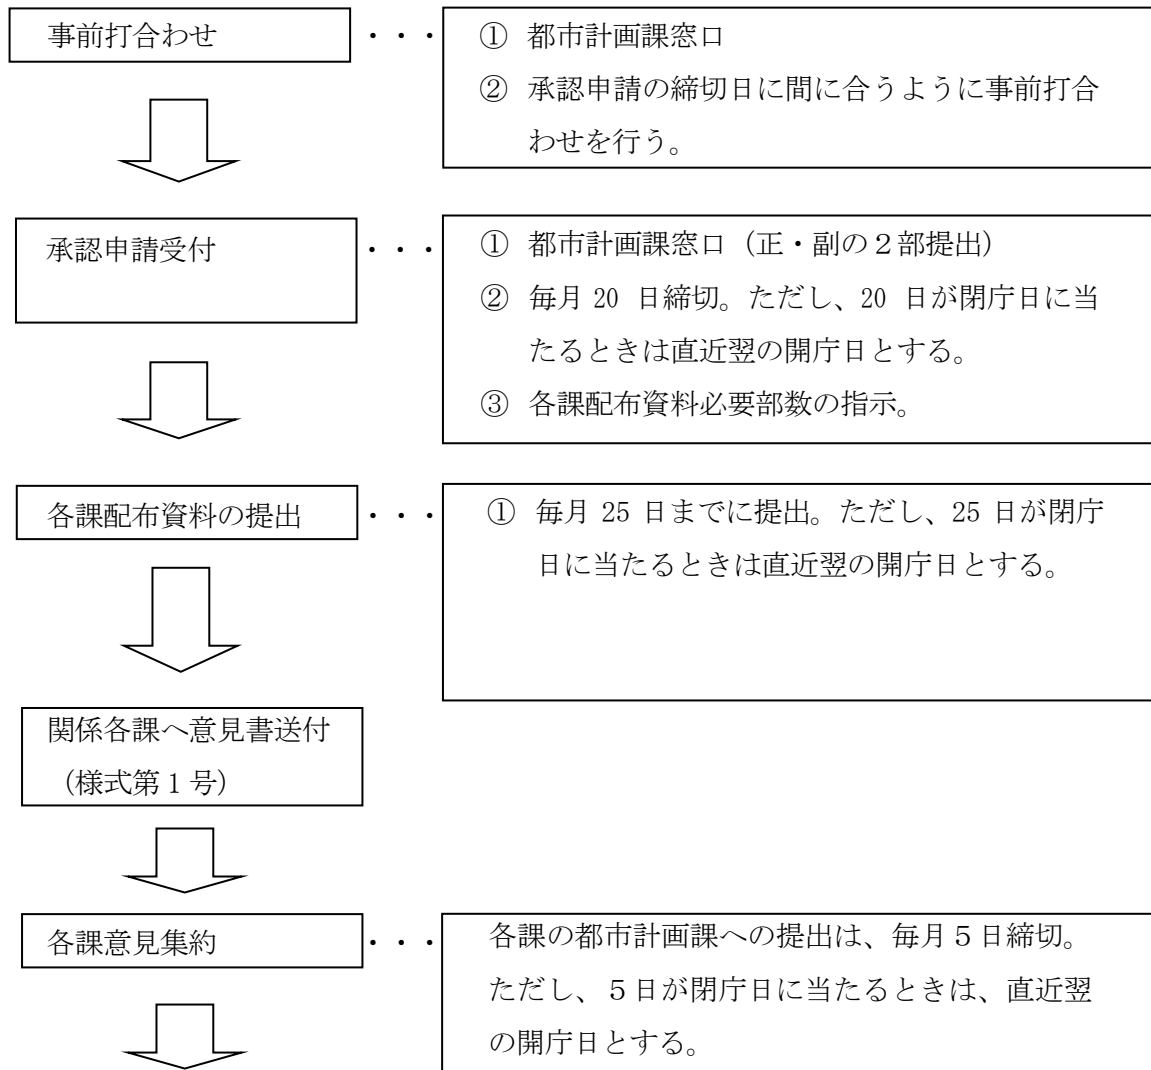 事前打合わせ
・・・
① 都市計画課窓口
② 承認申請の締切日に間に合うように事前打合
わせを行う。
承認申請受付
・・・
① 都市計画課窓口（正・副の２部提出）
② 毎月 20 日締切。ただし、20 日が閉庁日に当
たるときは直近翌の開庁日とする。
③ 各課配布資料必要部数の指示。
各課配布資料の提出
・・・
① 毎月 25 日までに提出。ただし、25 日が閉庁
日に当たるときは直近翌の開庁日とする。
関係各課へ意見書送付
（様式第１号）
各課意見集約
・・・
各課の都市計画課への提出は、毎月５日締切。
ただし、５日が閉庁日に当たるときは、直近翌
の開庁日とする。